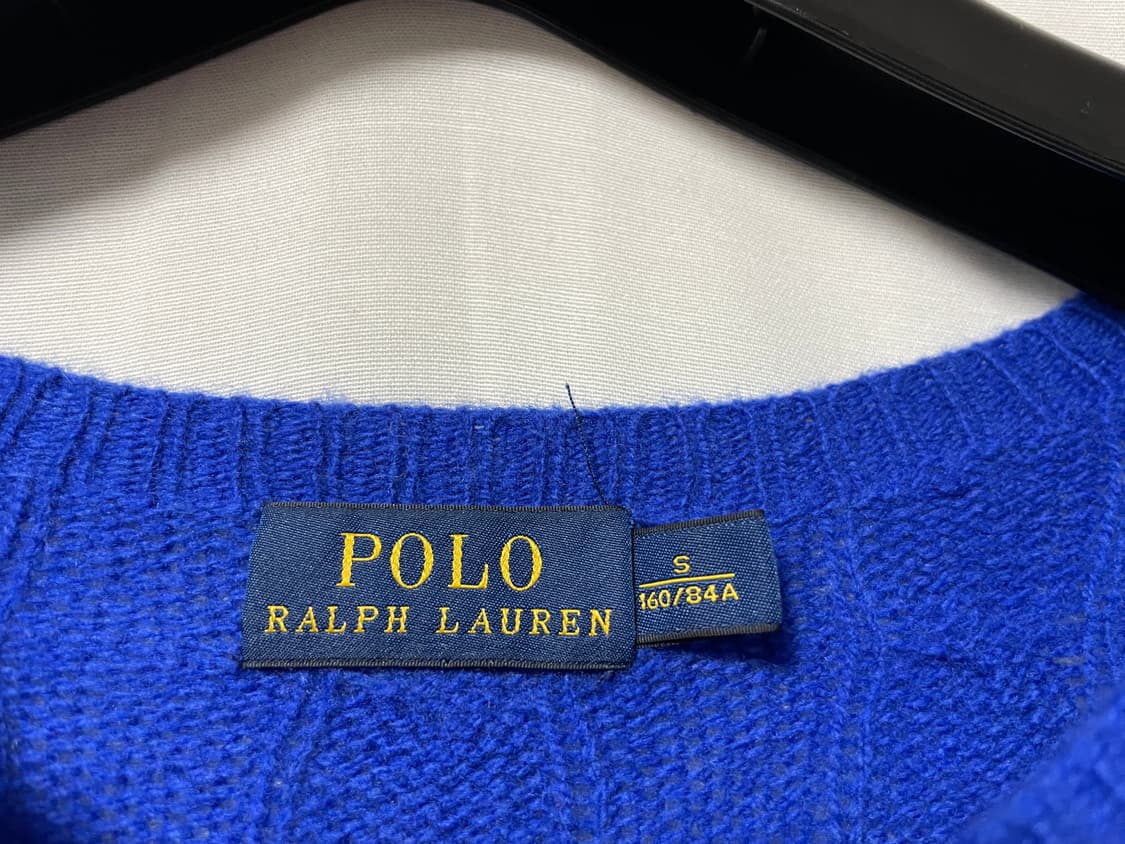 POLO
RALPH LAUREN
S
160/84A